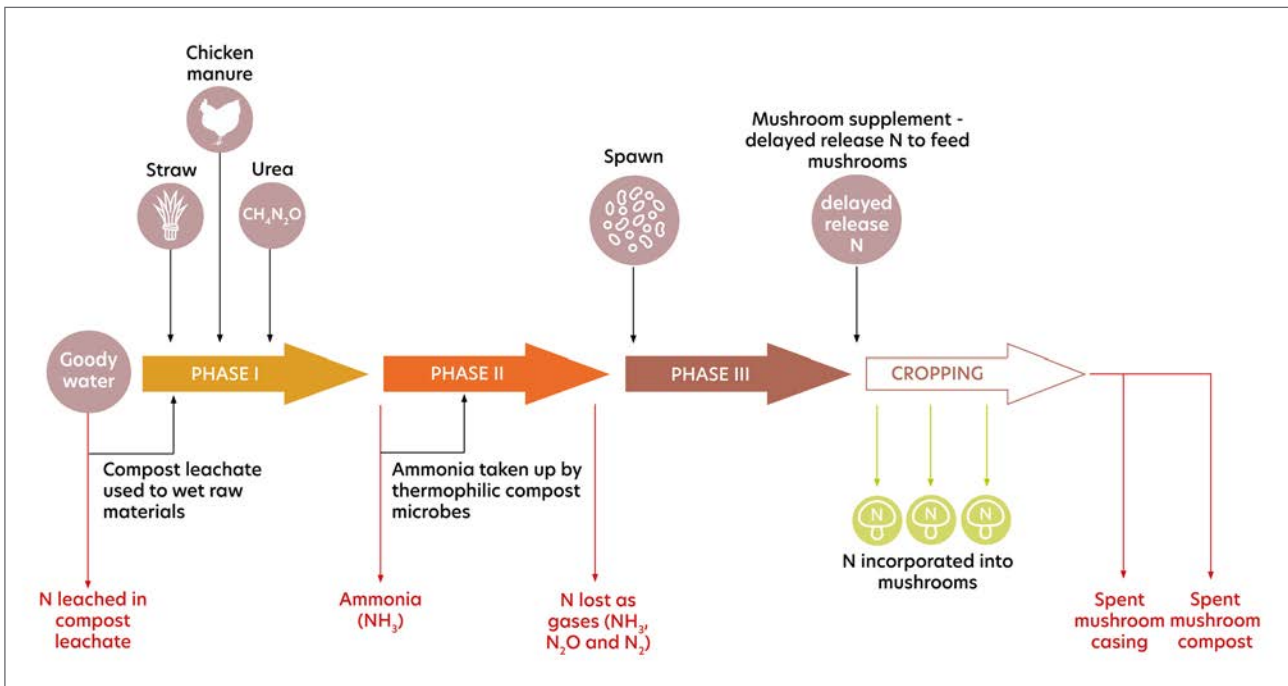 Chicken
manure
Straw
Urea
CH₄N₂O
Spawn
Mushroom supplement -
delayed release N to feed
mushrooms
delayed
release
N
Goody
water
PHASE I
PHASE II
PHASE III
CROPPING
Compost leachate
used to wet raw
materials
Ammonia taken up by
thermophilic compost
microbes
N
N
N
N incorporated into
mushrooms
N leached in
compost
leachate
Ammonia
(NH₃)
N lost as
gases (NH₃,
N₂O and N₂)
Spent
mushroom
casing
Spent
mushroom
compost